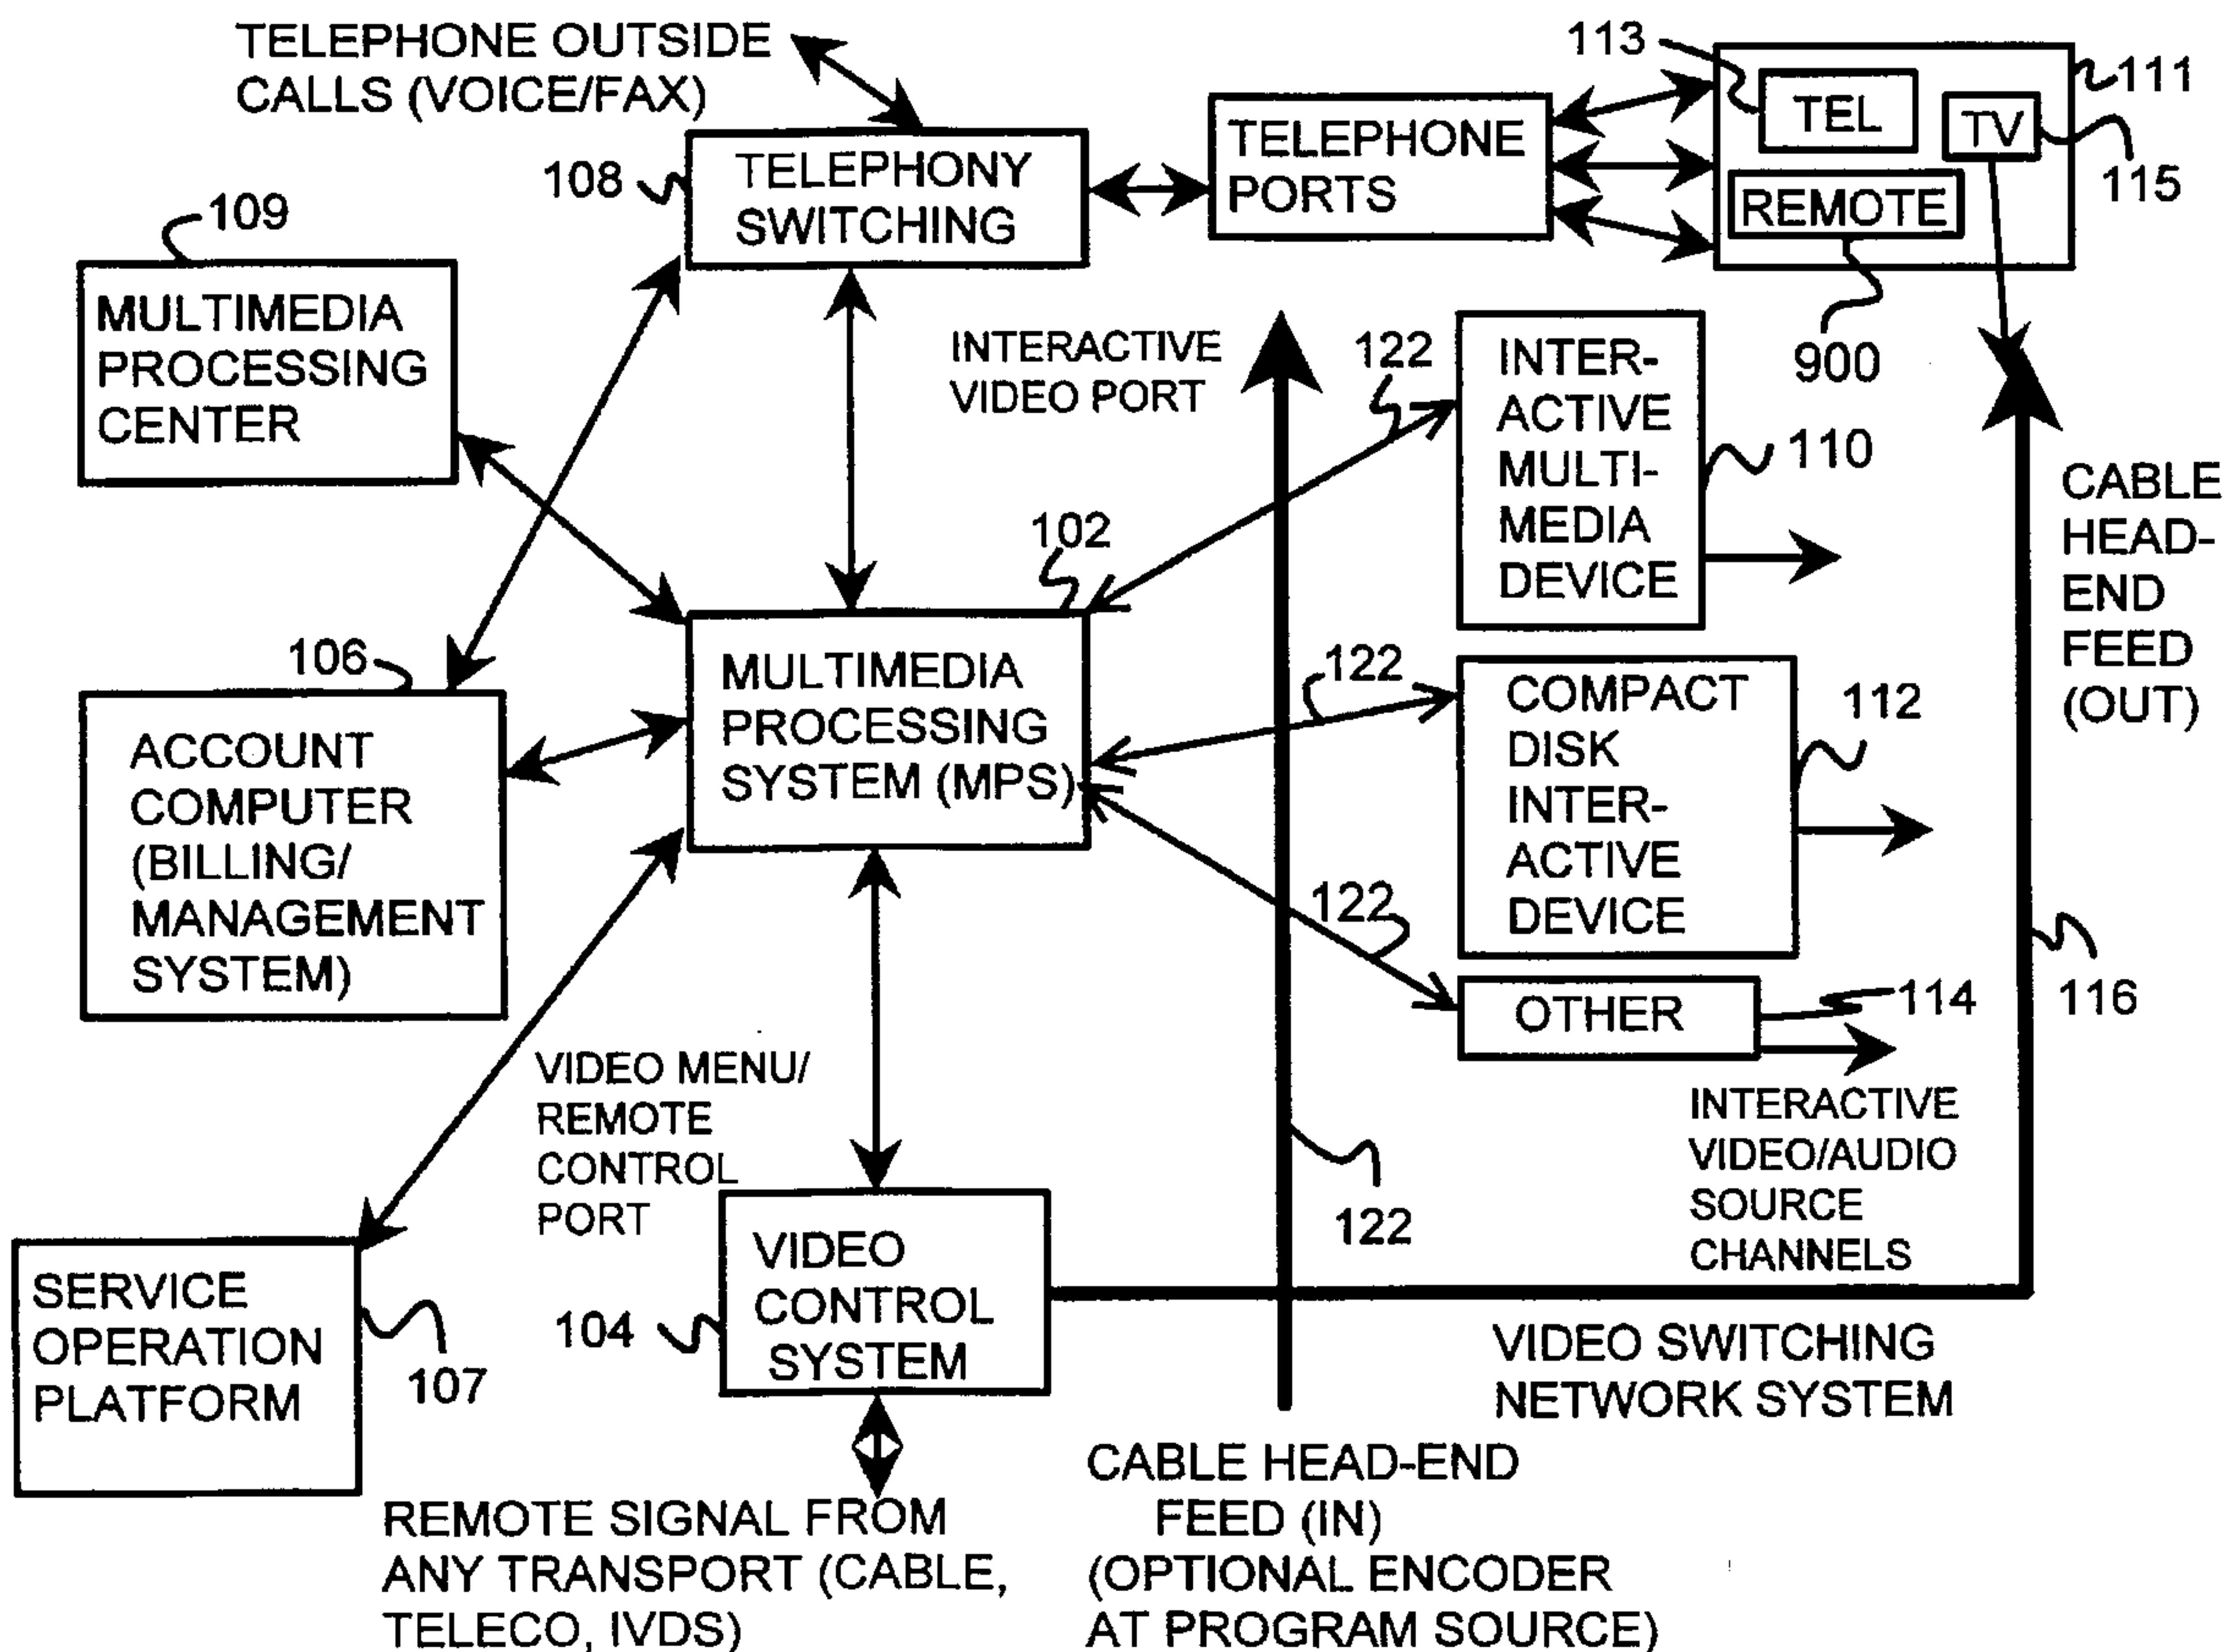 TELEPHONE OUTSIDE
CALLS (VOICE/FAX)
113
111
TEL
TV
115
REMOTE
900
TELEPHONE
PORTS
108
TELEPHONY
SWITCHING
109
MULTIMEDIA
PROCESSING
CENTER
INTERACTIVE
VIDEO PORT
122
INTER-
ACTIVE
MULTI-
MEDIA
DEVICE
110
CABLE
HEAD-
END
FEED
(OUT)
102
106
MULTIMEDIA
PROCESSING
SYSTEM (MPS)
122
COMPACT
DISK
INTER-
ACTIVE
DEVICE
112
ACCOUNT
COMPUTER
(BILLING/
MANAGEMENT
SYSTEM)
122
OTHER
114
116
VIDEO MENU/
REMOTE
CONTROL
PORT
122
INTERACTIVE
VIDEO/AUDIO
SOURCE
CHANNELS
SERVICE
OPERATION
PLATFORM
107
104
VIDEO
CONTROL
SYSTEM
VIDEO SWITCHING
NETWORK SYSTEM
REMOTE SIGNAL FROM
ANY TRANSPORT (CABLE,
TELECO, IVDS)
CABLE HEAD-END
FEED (IN)
(OPTIONAL ENCODER
AT PROGRAM SOURCE)